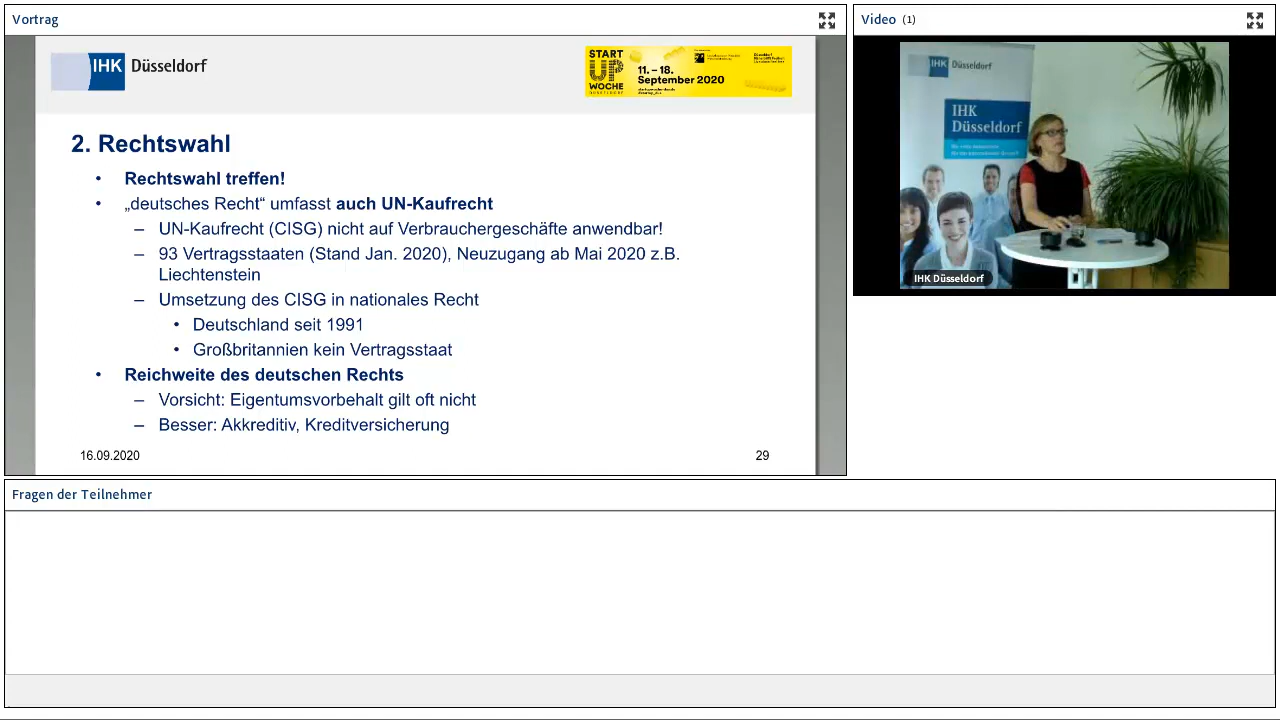 Vortrag
IHK Düsseldorf
START
UP
WOCHE
DÜSSELDORF
11. – 18.
September 2020
2. Rechtswahl
• Rechtswahl treffen!
• „deutsches Recht“ umfasst auch UN-Kaufrecht
– UN-Kaufrecht (CISG) nicht auf Verbrauchergeschäfte anwendbar!
– 93 Vertragsstaaten (Stand Jan. 2020), Neuzugang ab Mai 2020 z.B.
Liechtenstein
– Umsetzung des CISG in nationales Recht
• Deutschland seit 1991
• Großbritannien kein Vertragsstaat
• Reichweite des deutschen Rechts
– Vorsicht: Eigentumsvorbehalt gilt oft nicht
– Besser: Akkreditiv, Kreditversicherung
16.09.2020
29
Video (1)
IHK Düsseldorf
IHK
Düsseldorf
IHK Düsseldorf
Fragen der Teilnehmer